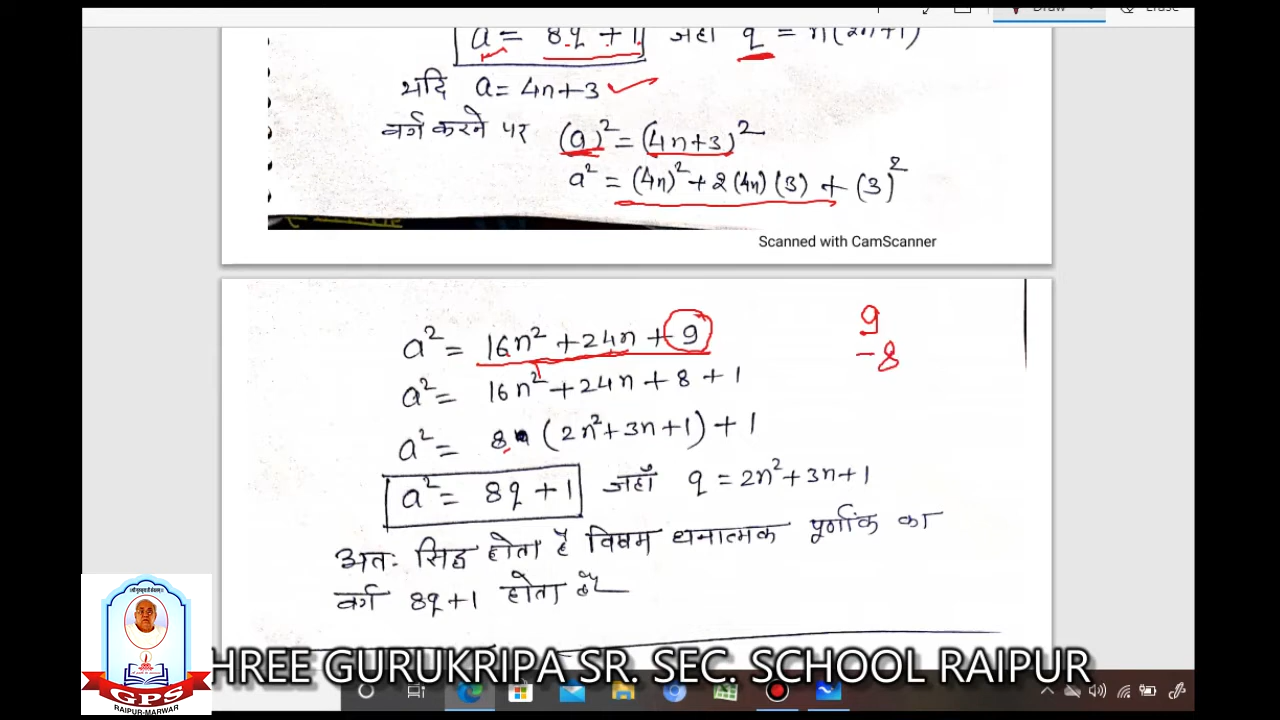 Draw Erase
a = 8q + 1 जहाँ q = n(2n+1)
यदि a = 4n+3
वर्ग करने पर (a)² = (4n+3)²
a² = (4n)² + 2(4n)(3) + (3)²
Scanned with CamScanner
a² = 16n² + 24n + 9
9
-8
a² = 16n² + 24n + 8 + 1
a² = 8 (2n² + 3n + 1) + 1
a² = 8q + 1 जहाँ q = 2n² + 3n + 1
अतः सिद्ध होता है विषम धनात्मक पूर्णांक का
वर्ग 8q+1 होता है
HREE GURUKRIPA SR. SEC. SCHOOL RAIPUR
GPS
RAIPUR-MARWAR